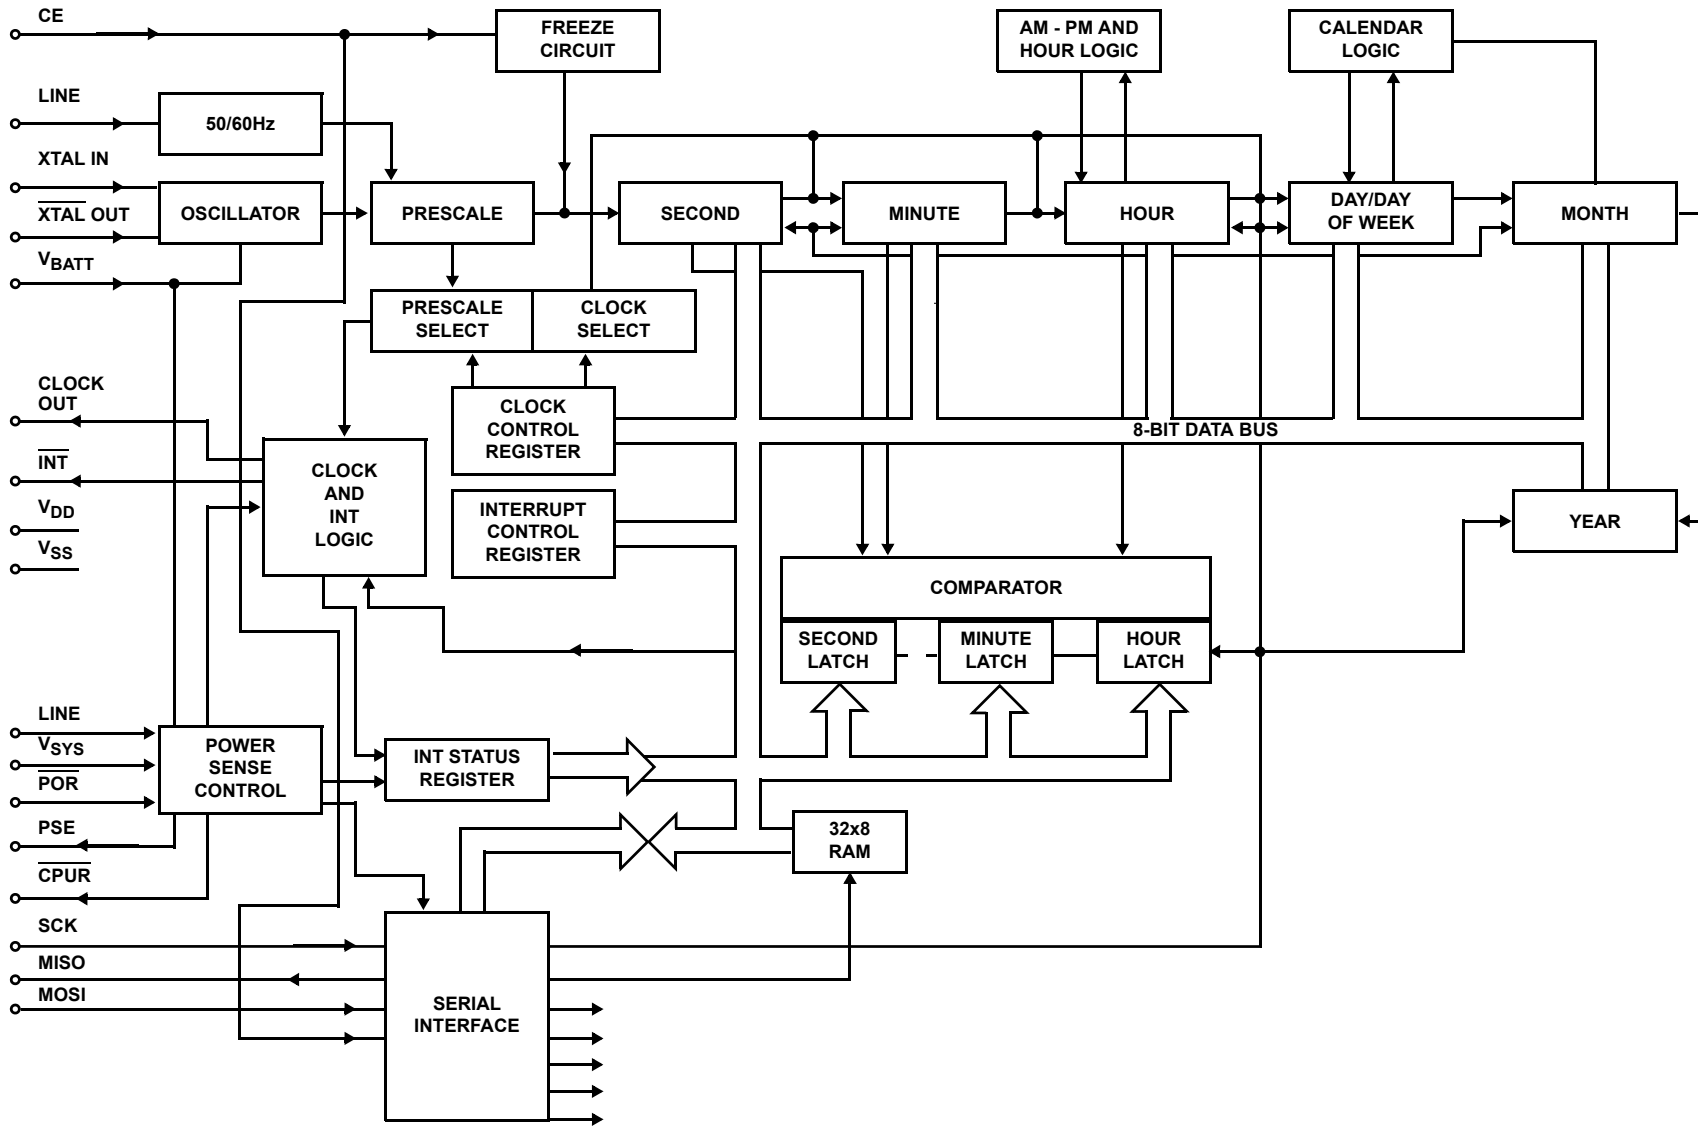 CE
FREEZE
CIRCUIT
AM - PM AND
HOUR LOGIC
CALENDAR
LOGIC
LINE
50/60Hz
XTAL IN
XTAL OUT
OSCILLATOR
PRESCALE
SECOND
MINUTE
HOUR
DAY/DAY
OF WEEK
MONTH
VBATT
PRESCALE
SELECT
CLOCK
SELECT
CLOCK
OUT
CLOCK
CONTROL
REGISTER
8-BIT DATA BUS
INT
CLOCK
AND
INT
LOGIC
VDD
VSS
INTERRUPT
CONTROL
REGISTER
YEAR
COMPARATOR
SECOND
LATCH
MINUTE
LATCH
HOUR
LATCH
LINE
VSYS
POR
POWER
SENSE
CONTROL
INT STATUS
REGISTER
PSE
32x8
RAM
CPUR
SCK
MISO
MOSI
SERIAL
INTERFACE